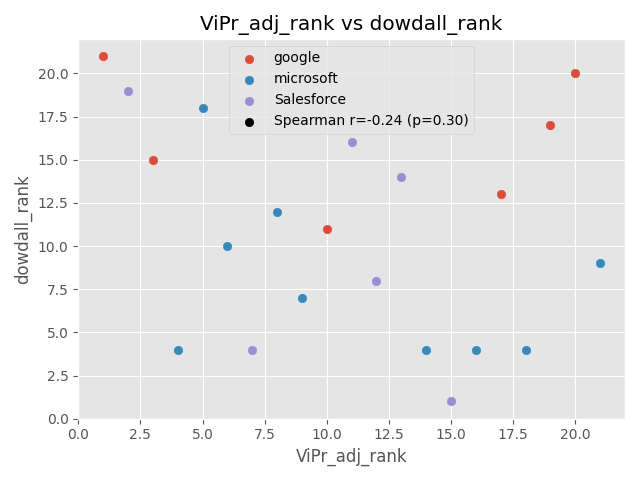 ViPr_adj_rank vs dowdall_rank
google
microsoft
Salesforce
Spearman r=-0.24 (p=0.30)
dowdall_rank
20.0
17.5
15.0
12.5
10.0
7.5
5.0
2.5
0.0
0.0 2.5 5.0 7.5 10.0 12.5 15.0 17.5 20.0
ViPr_adj_rank